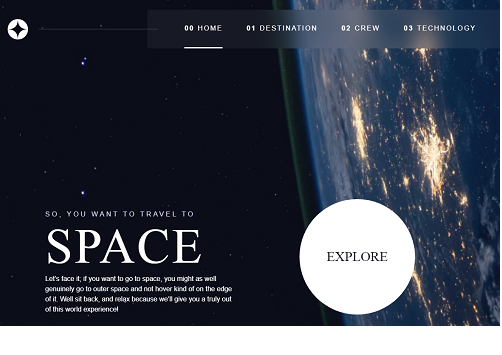 00 HOME 01 DESTINATION 02 CREW 03 TECHNOLOGY
SO, YOU WANT TO TRAVEL TO
SPACE
Let's face it; if you want to go to space, you might as well
genuinely go to outer space and not hover kind of on the edge
of it. Well sit back, and relax because we'll give you a truly out
of this world experience!
EXPLORE